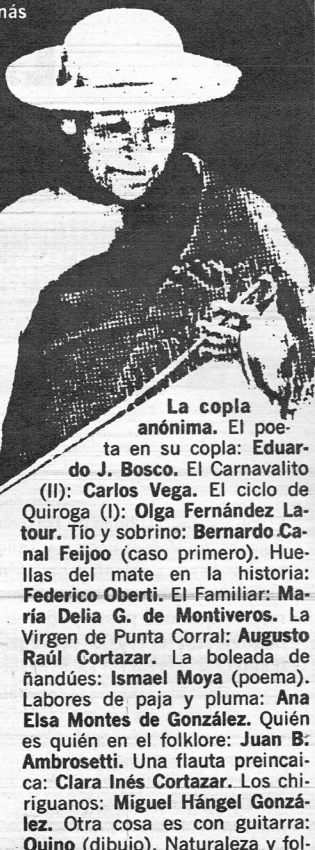 más
La copla
anónima. El poe-
ta en su copla: Eduar-
do J. Bosco. El Carnavalito
(II): Carlos Vega. El ciclo de
Quiroga (I): Olga Fernández La-
tour. Tío y sobrino: Bernardo Ca-
nal Feijoo (caso primero). Hue-
llas del mate en la historia:
Federico Oberti. El Familiar: Ma-
ría Delia G. de Montiveros. La
Virgen de Punta Corral: Augusto
Raúl Cortazar. La boleada de
ñandúes: Ismael Moya (poema).
Labores de paja y pluma: Ana
Elsa Montes de González. Quién
es quién en el folklore: Juan B.
Ambrosetti. Una flauta preincai-
ca: Clara Inés Cortazar. Los chi-
riguanos: Miguel Hángel Gonzá-
lez. Otra cosa es con guitarra:
Quino (dibujo). Naturaleza y fol-